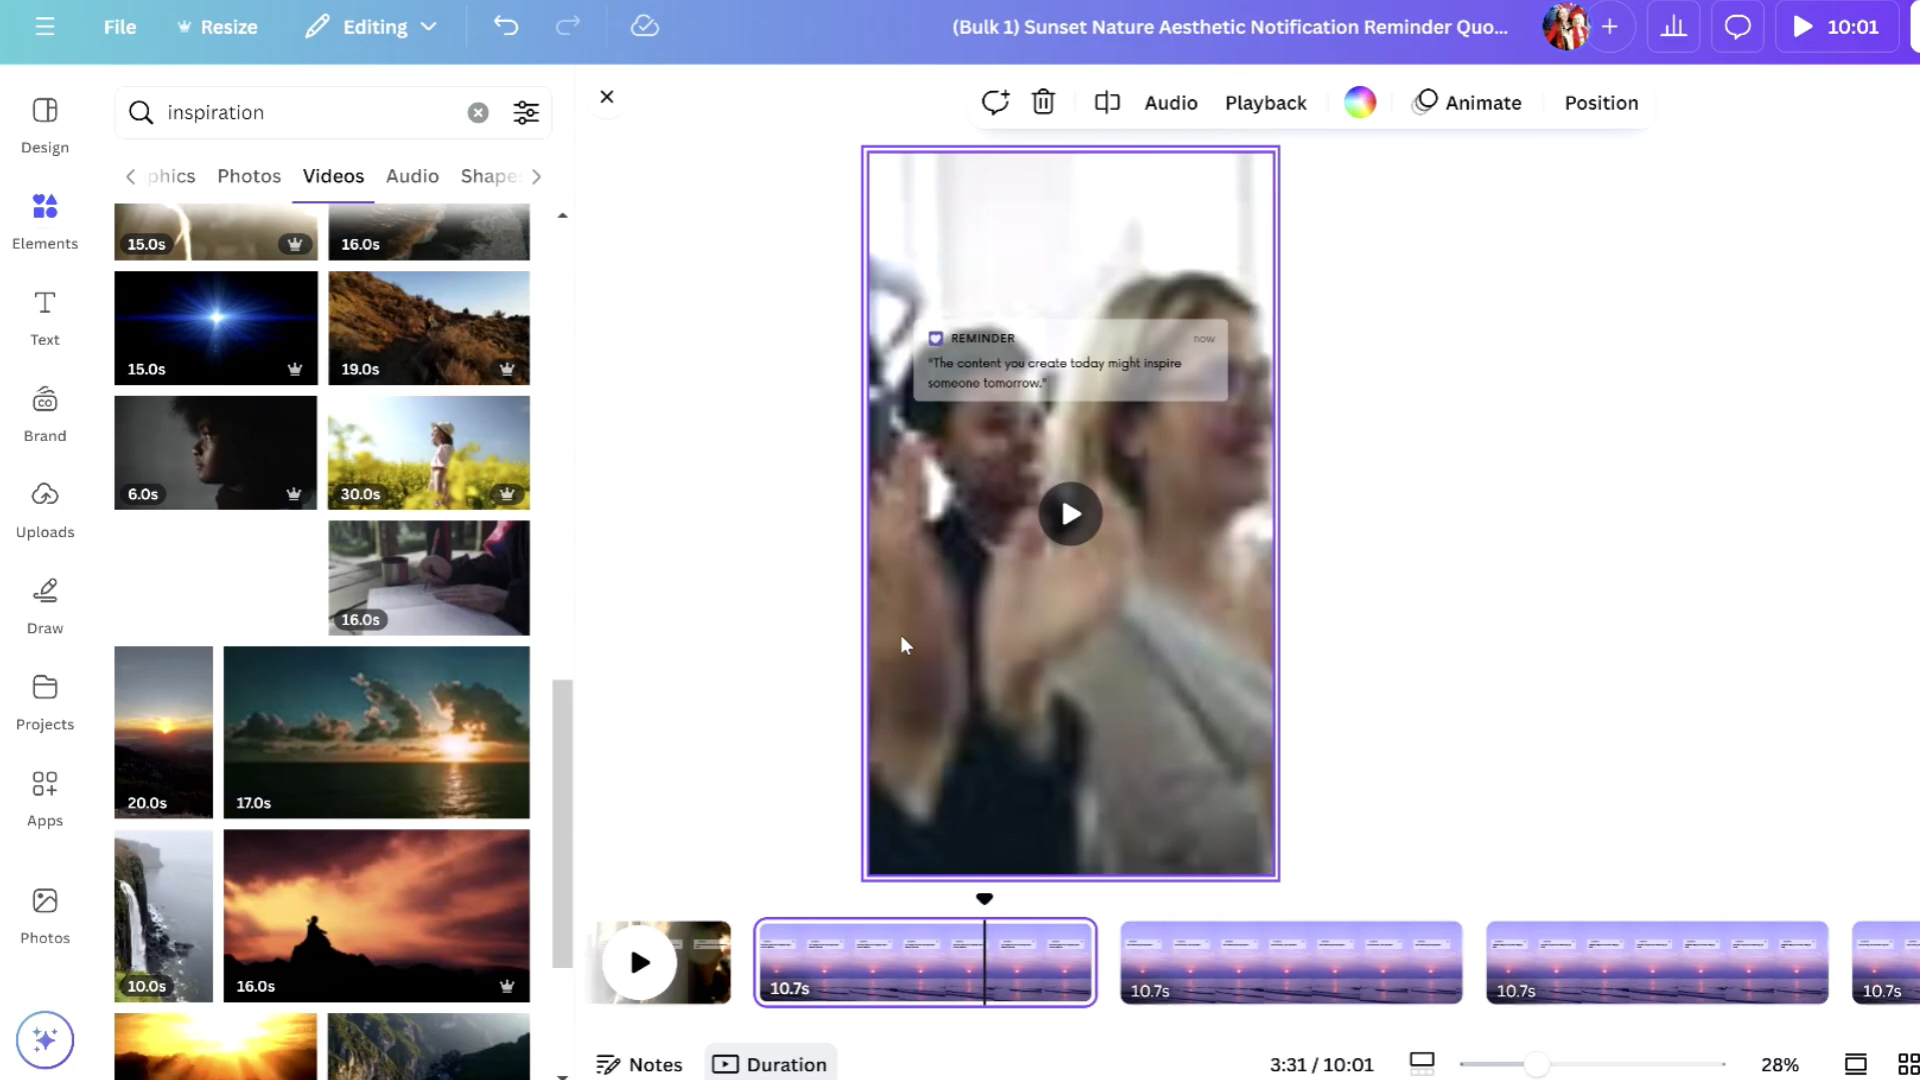 File
Resize
Editing
(Bulk 1) Sunset Nature Aesthetic Notification Reminder Quo...
10:01
inspiration
Audio
Playback
Animate
Position
Design
Elements
Text
Brand
Uploads
Draw
Projects
Apps
Photos
phics
Photos
Videos
Audio
Shapes
15.0s
16.0s
15.0s
19.0s
6.0s
30.0s
16.0s
20.0s
17.0s
10.0s
16.0s
REMINDER
now
"The content you create today might inspire
someone tomorrow."
10.7s
10.7s
10.7s
10.7s
Notes
Duration
3:31 / 10:01
28%